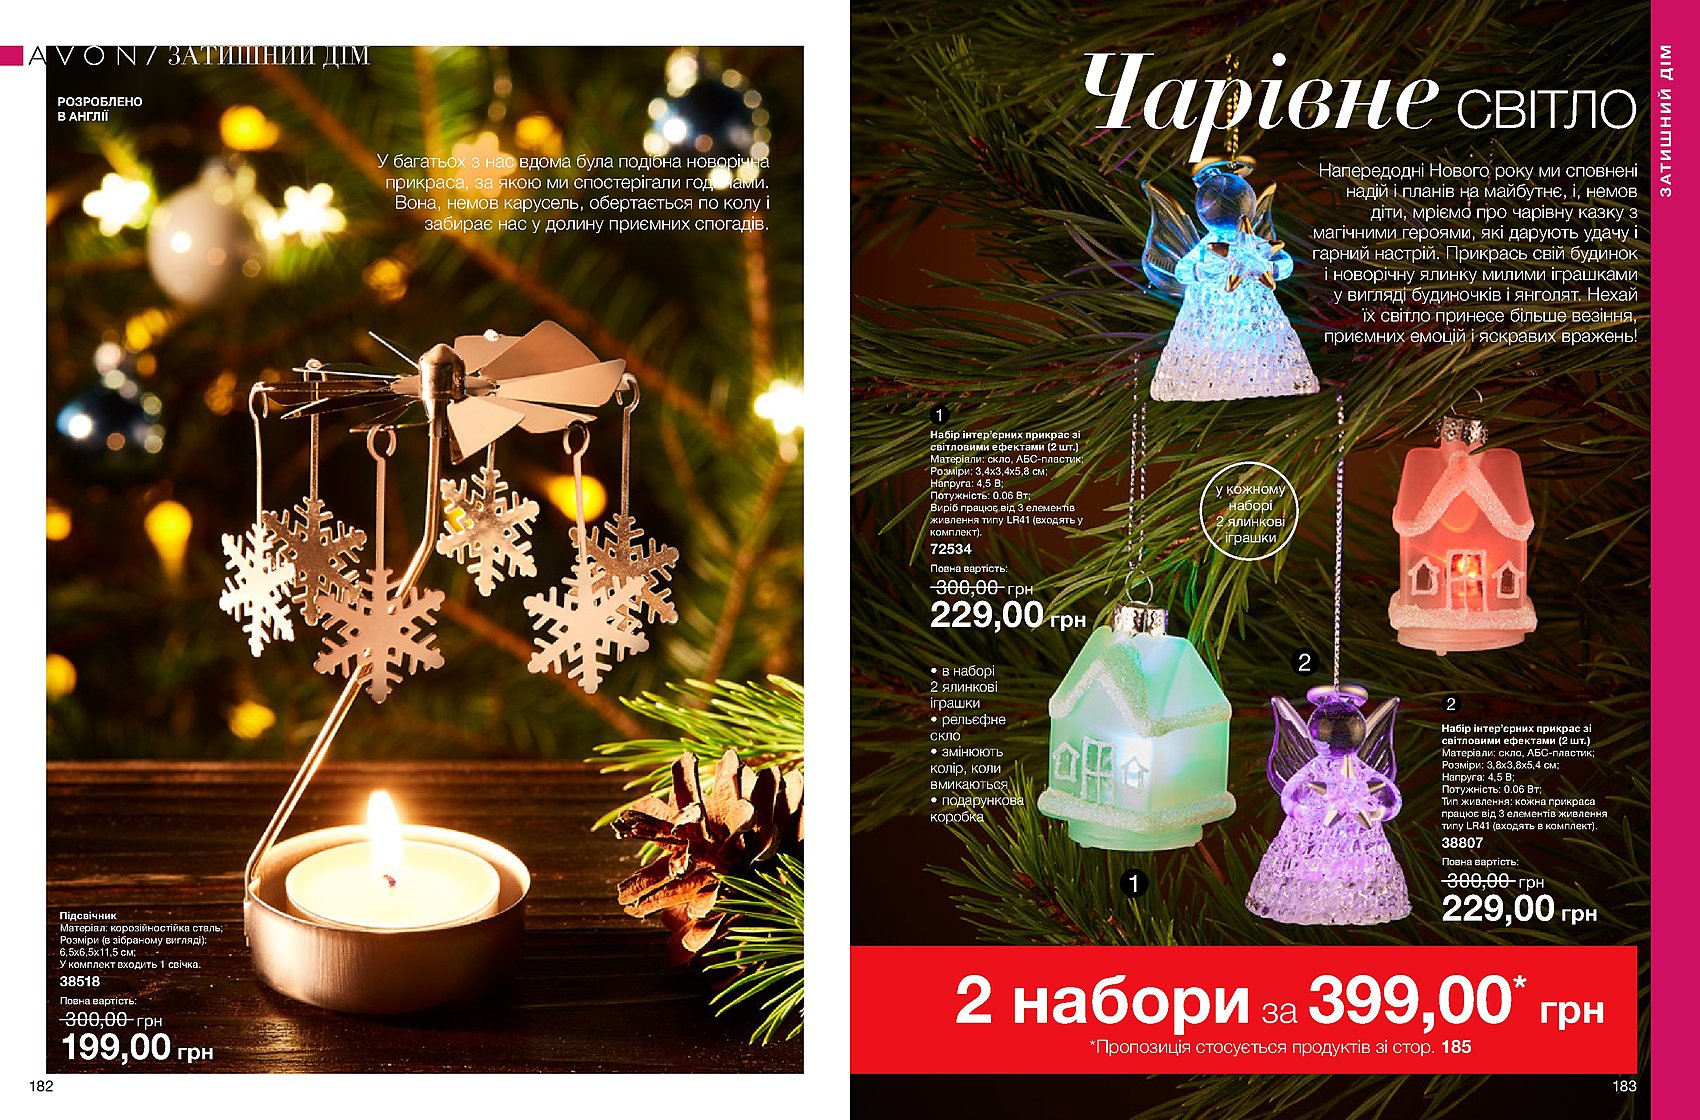 AVON / ЗАТИШНИЙ ДІМ
РОЗРОБЛЕНО
В АНГЛІЇ
У багатьох з нас вдома була подібна новорічна
прикраса, за якою ми спостерігали годинами.
Вона, немов карусель, обертається по колу і
забирає нас у долину приємних спогадів.
Підсвічник
Матеріал: корозійностійка сталь;
Розміри (в зібраному вигляді):
6,5х6,5х11,5 см;
У комплект входить 1 свічка.
38518
Повна вартість:
300,00 грн
199,00 грн
182
Чарівне СВІТЛО
Напередодні Нового року ми сповнені
надій і планів на майбутнє, і, немов
діти, мріємо про чарівну казку з
магічними героями, які дарують удачу і
гарний настрій. Прикрась свій будинок
і новорічну ялинку милими іграшками
у вигляді будиночків і янголят. Нехай
їх світло принесе більше везіння,
приємних емоцій і яскравих вражень!
1
Набір інтер'єрних прикрас зі
світловими ефектами (2 шт.)
Матеріали: скло, АБС-пластик;
Розміри: 3,4х3,4х5,8 см;
Напруга: 4,5 В;
Потужність: 0.06 Вт;
Виріб працює від 3 елементів
живлення типу LR41 (входять у
комплект).
72534
Повна вартість:
300,00 грн
229,00 грн
• в наборі
2 ялинкові
іграшки
• рельєфне
скло
• змінюють
колір, коли
вмикаються
• подарункова
коробка
у кожному
наборі
2 ялинкові
іграшки
1
2
2
Набір інтер'єрних прикрас зі
світловими ефектами (2 шт.)
Матеріали: скло, АБС-пластик;
Розміри: 3,8х3,8х5,4 см;
Напруга: 4,5 В;
Потужність: 0.06 Вт;
Тип живлення: кожна прикраса
працює від 3 елементів живлення
типу LR41 (входять в комплект).
38807
Повна вартість:
300,00 грн
229,00 грн
2 набори за 399,00* грн
*Пропозиція стосується продуктів зі стор. 185
183
ЗАТИШНИЙ ДІМ